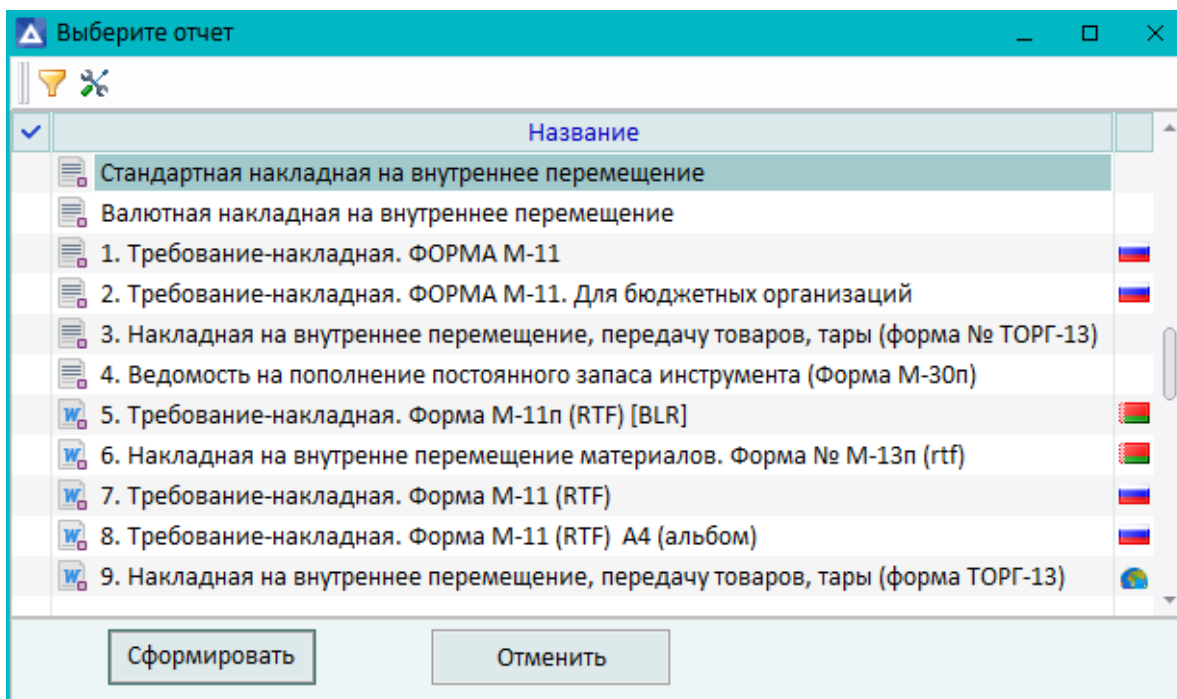 Выберите отчет
Название
Стандартная накладная на внутреннее перемещение
Валютная накладная на внутреннее перемещение
1. Требование-накладная. ФОРМА М-11
2. Требование-накладная. ФОРМА М-11. Для бюджетных организаций
3. Накладная на внутреннее перемещение, передачу товаров, тары (форма № ТОРГ-13)
4. Ведомость на пополнение постоянного запаса инструмента (Форма М-30п)
5. Требование-накладная. Форма М-11п (RTF) [BLR]
6. Накладная на внутренне перемещение материалов. Форма № М-13п (rtf)
7. Требование-накладная. Форма М-11 (RTF)
8. Требование-накладная. Форма М-11 (RTF) А4 (альбом)
9. Накладная на внутреннее перемещение, передачу товаров, тары (форма ТОРГ-13)
Сформировать Отменить